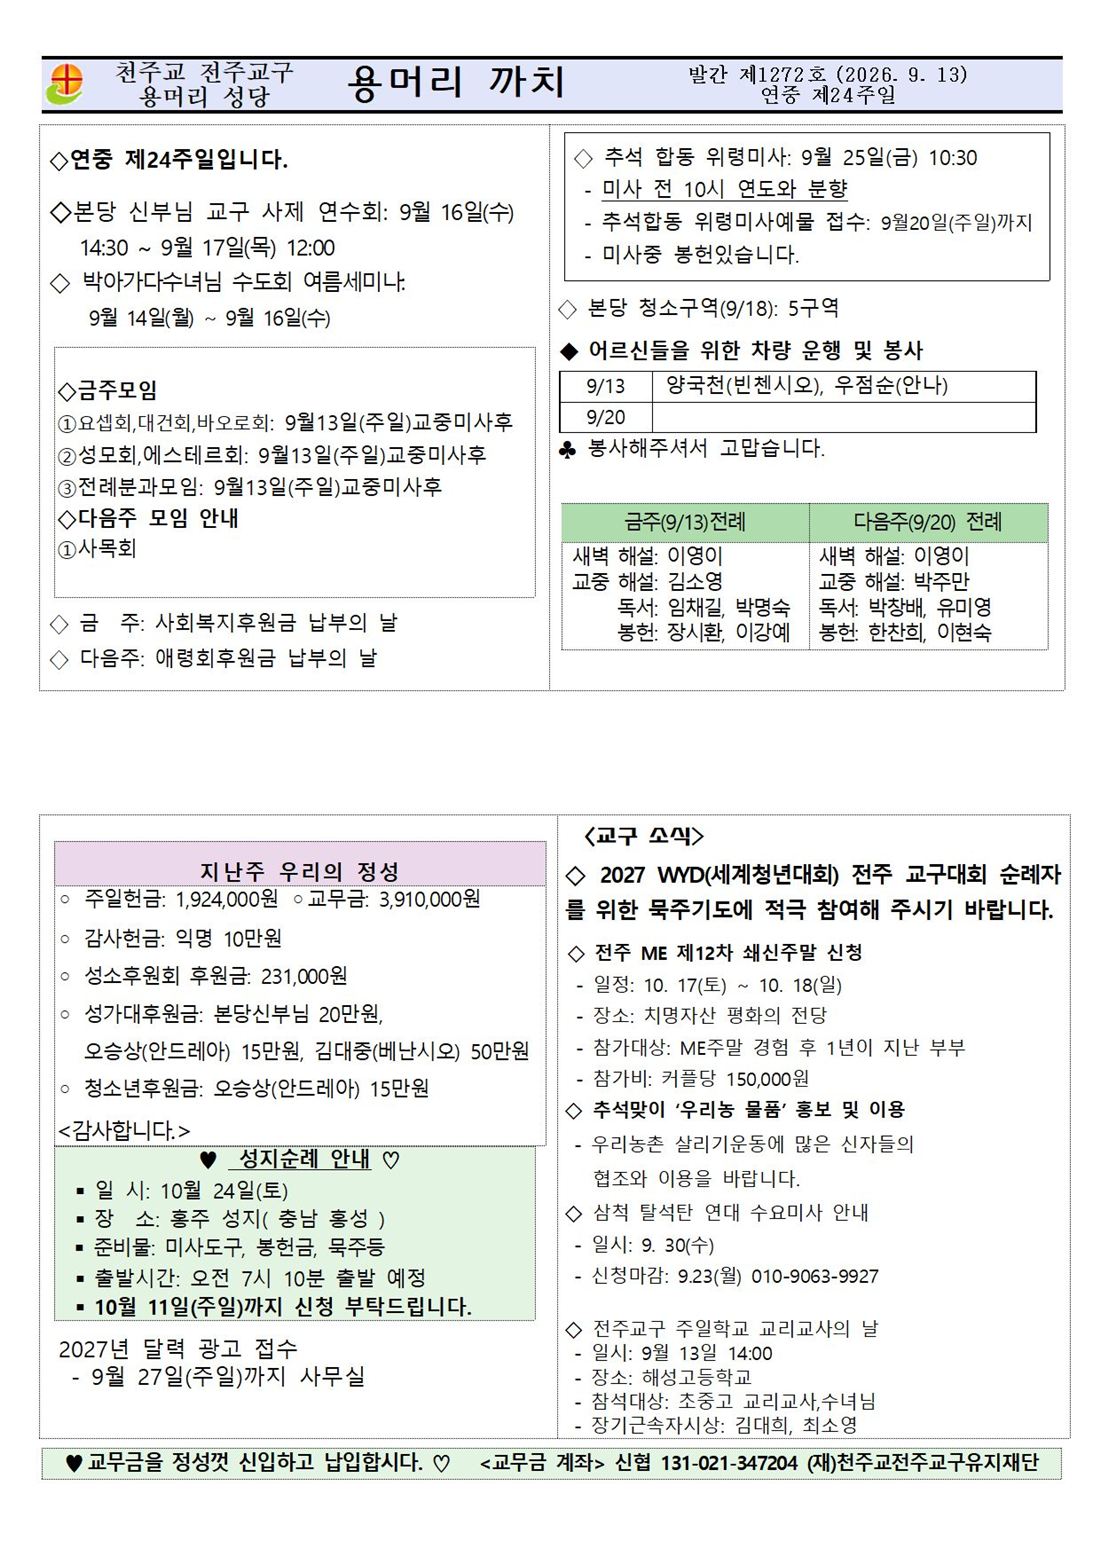 천주교 전주교구
용머리 성당
용머리 까치
발간 제1272호 (2026. 9. 13)
연중 제24주일
◇연중 제24주일입니다.
◇본당 신부님 교구 사제 연수회: 9월 16일(수)
14:30 ~ 9월 17일(목) 12:00
◇ 박아가다수녀님 수도회 여름세미나:
9월 14일(월) ~ 9월 16일(수)
◇금주모임
①요셉회,대건회,바오로회: 9월13일(주일)교중미사후
②성모회,에스테르회: 9월13일(주일)교중미사후
③전례분과모임: 9월13일(주일)교중미사후
◇다음주 모임 안내
①사목회
◇ 금 주: 사회복지후원금 납부의 날
◇ 다음주: 애령회후원금 납부의 날
◇ 추석 합동 위령미사: 9월 25일(금) 10:30
- 미사 전 10시 연도와 분향
- 추석합동 위령미사예물 접수: 9월20일(주일)까지
- 미사중 봉헌있습니다.
◇ 본당 청소구역(9/18): 5구역
◆ 어르신들을 위한 차량 운행 및 봉사
9/13 양국천(빈첸시오), 우점순(안나)
9/20
♣ 봉사해주셔서 고맙습니다.
금주(9/13)전례
새벽 해설: 이영이
교중 해설: 김소영
독서: 임채길, 박명숙
봉헌: 장시환, 이강예
다음주(9/20) 전례
새벽 해설: 이영이
교중 해설: 박주만
독서: 박창배, 유미영
봉헌: 한찬희, 이현숙
지난주 우리의 정성
○ 주일헌금: 1,924,000원 ○교무금: 3,910,000원
○ 감사헌금: 익명 10만원
○ 성소후원회 후원금: 231,000원
○ 성가대후원금: 본당신부님 20만원,
오승상(안드레아) 15만원, 김대중(베난시오) 50만원
○ 청소년후원금: 오승상(안드레아) 15만원
<감사합니다.>
♥ 성지순례 안내 ♡
▪ 일 시: 10월 24일(토)
▪ 장 소: 홍주 성지( 충남 홍성 )
▪ 준비물: 미사도구, 봉헌금, 묵주등
▪ 출발시간: 오전 7시 10분 출발 예정
▪ 10월 11일(주일)까지 신청 부탁드립니다.
2027년 달력 광고 접수
- 9월 27일(주일)까지 사무실
<교구 소식>
◇ 2027 WYD(세계청년대회) 전주 교구대회 순례자
를 위한 묵주기도에 적극 참여해 주시기 바랍니다.
◇ 전주 ME 제12차 쇄신주말 신청
- 일정: 10. 17(토) ~ 10. 18(일)
- 장소: 치명자산 평화의 전당
- 참가대상: ME주말 경험 후 1년이 지난 부부
- 참가비: 커플당 150,000원
◇ 추석맞이 '우리농 물품' 홍보 및 이용
- 우리농촌 살리기운동에 많은 신자들의
협조와 이용을 바랍니다.
◇ 삼척 탈석탄 연대 수요미사 안내
- 일시: 9. 30(수)
- 신청마감: 9.23(월) 010-9063-9927
◇ 전주교구 주일학교 교리교사의 날
- 일시: 9월 13일 14:00
- 장소: 해성고등학교
- 참석대상: 초중고 교리교사,수녀님
- 장기근속자시상: 김대희, 최소영
♥교무금을 정성껏 신입하고 납입합시다. ♡ <교무금 계좌> 신협 131-021-347204 (재)천주교전주교구유지재단